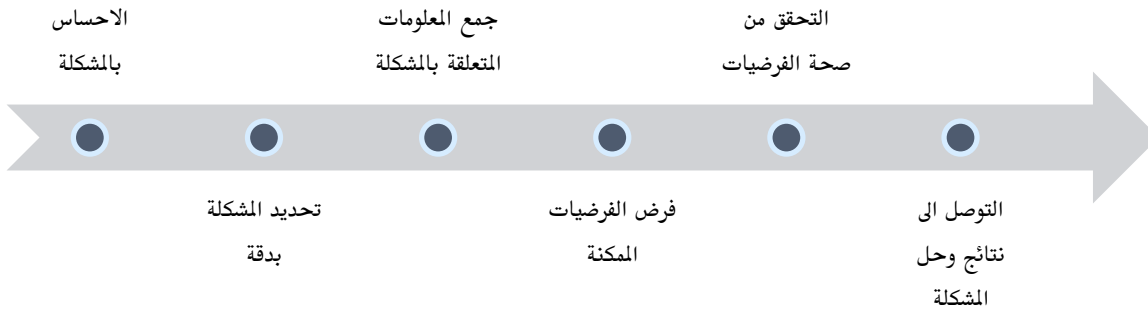 الاحساس
بالمشكلة
تحديد المشكلة
بدقة
جمع المعلومات
المتعلقة بالمشكلة
فرض الفرضيات
الممكنة
التحقق من
صحة الفرضيات
التوصل الى
نتائج وحل
المشكلة